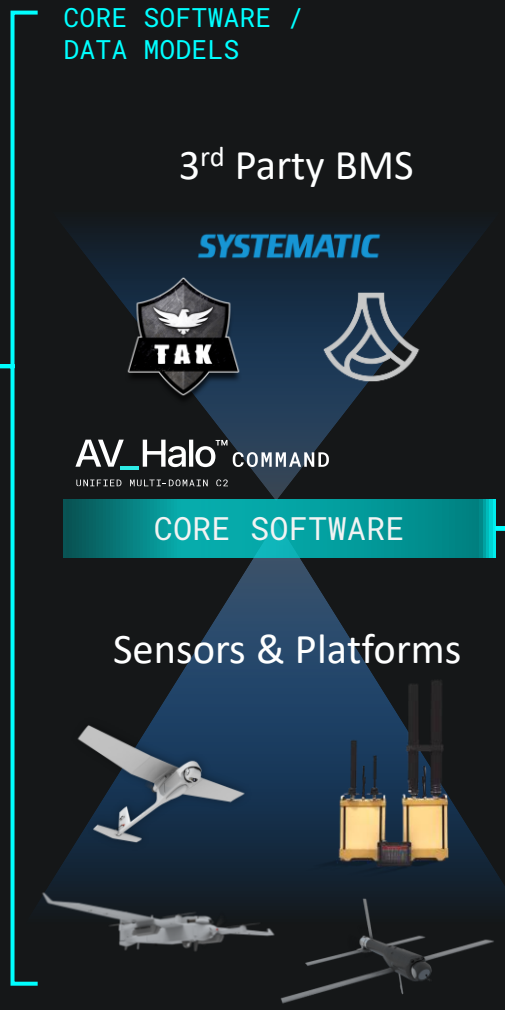 CORE SOFTWARE /
DATA MODELS
3rd Party BMS
SYSTEMATIC
TAK
AV_Halo™ COMMAND
UNIFIED MULTI-DOMAIN C2
CORE SOFTWARE
Sensors & Platforms